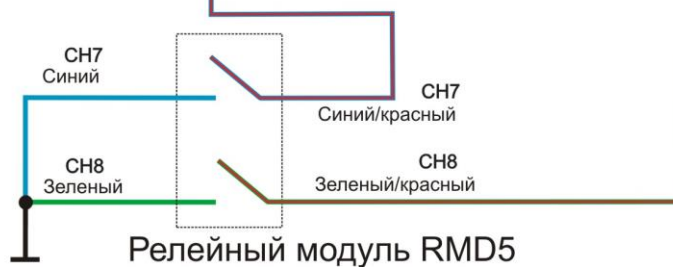 CH7
Синий
CH7
Синий/красный
CH8
Зеленый
CH8
Зеленый/красный
Релейный модуль RMD5